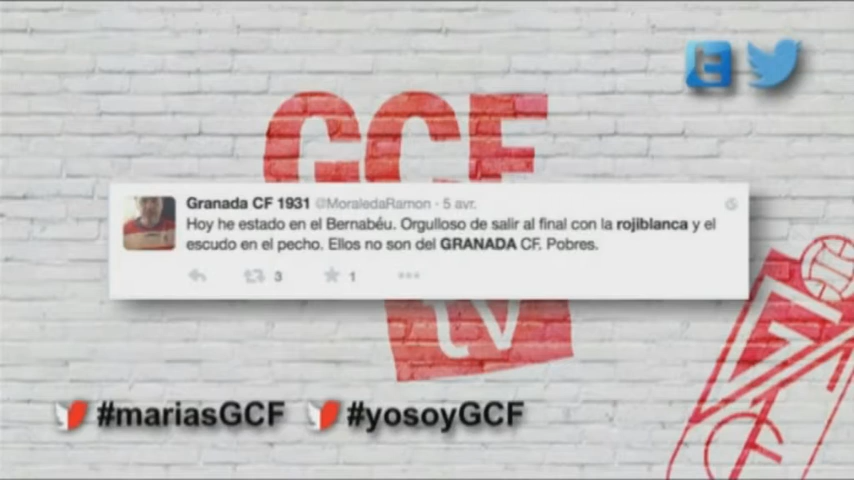 GCF
Granada CF 1931 @MoraledaRamon · 5 avr.
Hoy he estado en el Bernabéu. Orgulloso de salir al final con la rojiblanca y el
escudo en el pecho. Ellos no son del GRANADA CF. Pobres.
3 1
tv
#mariasGCF #yosoyGCF